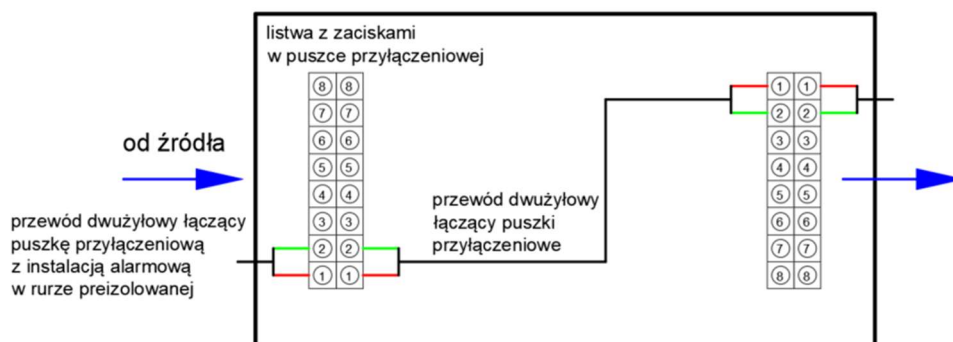 listwa z zaciskami
w puszce przyłączeniowej
8 8
7 7
6 6
5 5
4 4
3 3
2 2
1 1
od źródła
przewód dwużyłowy łączący
puszkę przyłączeniową
z instalacją alarmową
w rurze preizolowanej
przewód dwużyłowy
łączący puszki
przyłączeniowe
1 1
2 2
3 3
4 4
5 5
6 6
7 7
8 8